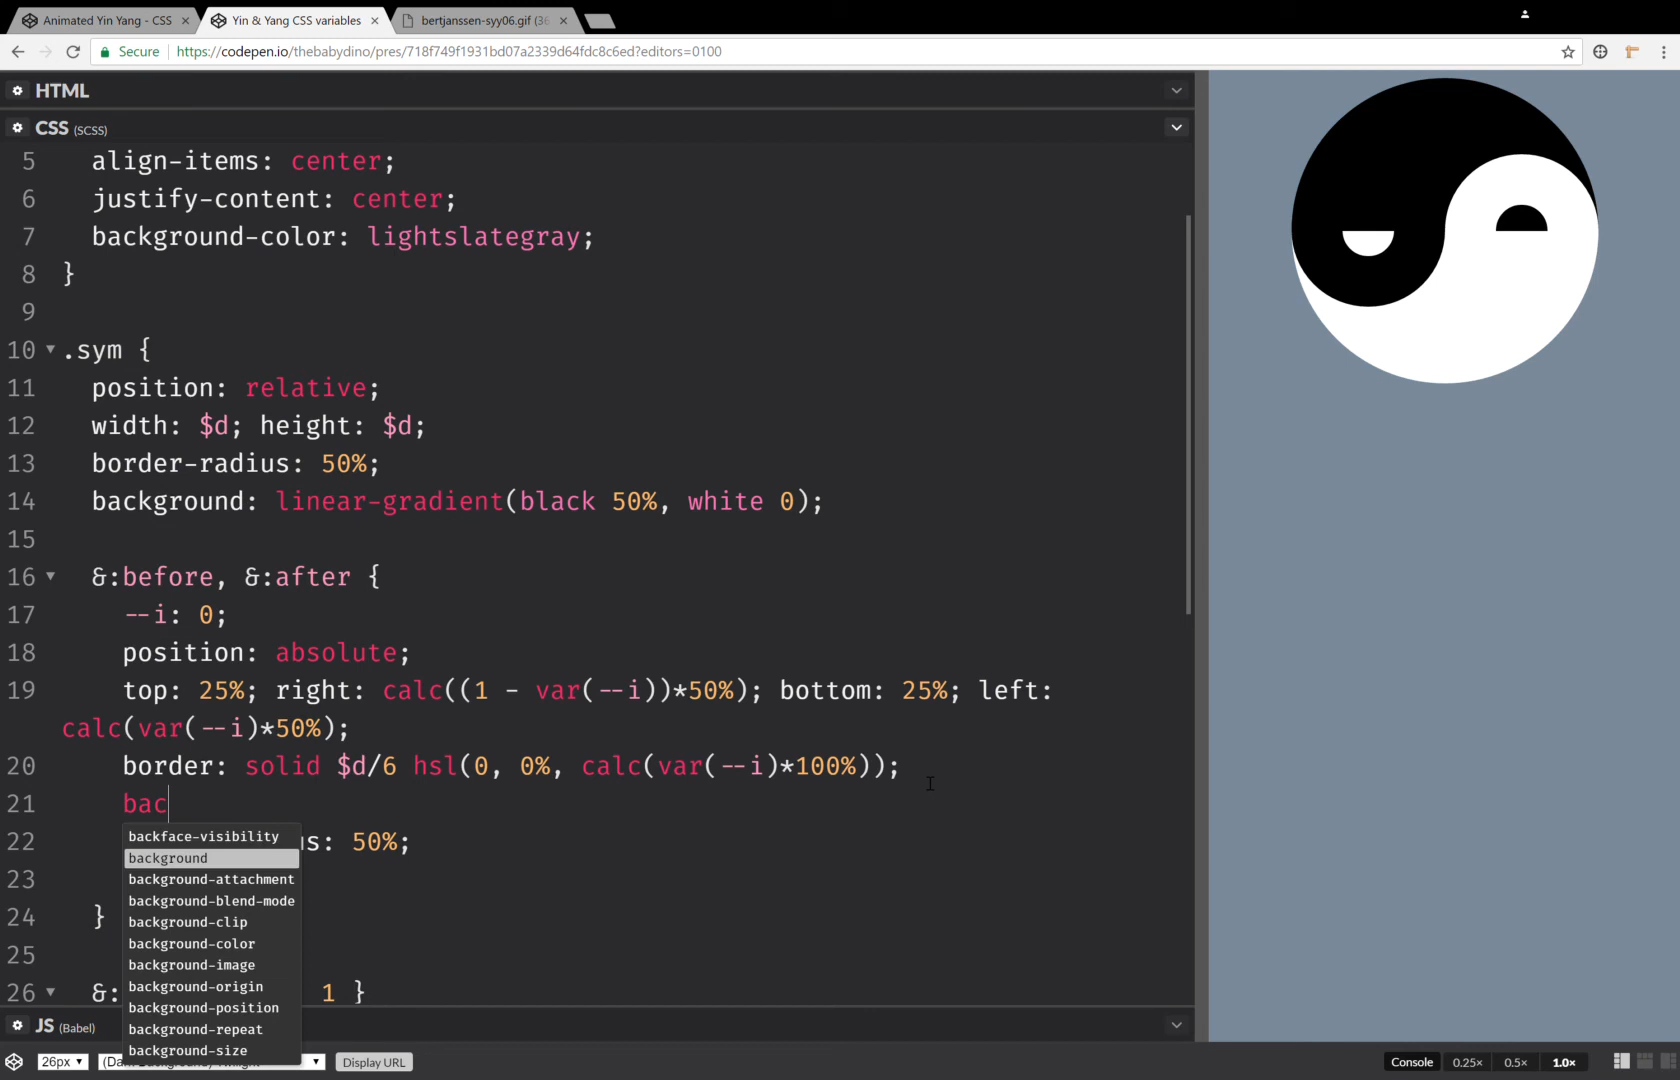 Animated Yin Yang - CSS
Yin & Yang CSS variables
bertjanssen-syy06.gif (36
Secure https://codepen.io/thebabydino/pres/718f749f1931bd07a2339d64fdc8c6ed?editors=0100
HTML
CSS (SCSS)
5 align-items: center;
6 justify-content: center;
7 background-color: lightslategray;
8 }
9
10 .sym {
11 position: relative;
12 width: $d; height: $d;
13 border-radius: 50%;
14 background: linear-gradient(black 50%, white 0);
15
16 &:before, &:after {
17 --i: 0;
18 position: absolute;
19 top: 25%; right: calc((1 - var(--i))*50%); bottom: 25%; left:
calc(var(--i)*50%);
20 border: solid $d/6 hsl(0, 0%, calc(var(--i)*100%));
21 bac
backface-visibility
22 s: 50%;
background
23
background-attachment
background-blend-mode
24 }
background-clip
background-color
25
background-image
background-origin
26 &: 1 }
background-position
JS (Babel)
background-repeat
background-size
26px
Display URL
Console 0.25× 0.5× 1.0×